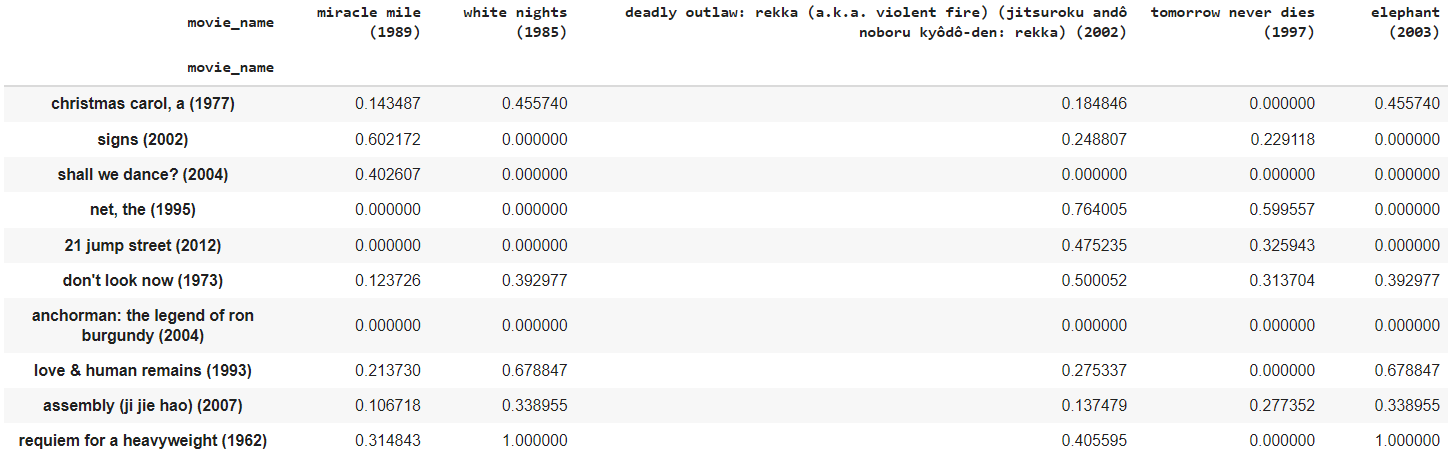 movie_name miracle mile white nights deadly outlaw: rekka (a.k.a. violent fire) (jitsuroku andô tomorrow never dies elephant
(1989) (1985) noboru kyôdô-den: rekka) (2002) (1997) (2003)
movie_name
christmas carol, a (1977) 0.143487 0.455740 0.184846 0.000000 0.455740
signs (2002) 0.602172 0.000000 0.248807 0.229118 0.000000
shall we dance? (2004) 0.402607 0.000000 0.000000 0.000000 0.000000
net, the (1995) 0.000000 0.000000 0.764005 0.599557 0.000000
21 jump street (2012) 0.000000 0.000000 0.475235 0.325943 0.000000
don't look now (1973) 0.123726 0.392977 0.500052 0.313704 0.392977
anchorman: the legend of ron
burgundy (2004) 0.000000 0.000000 0.000000 0.000000 0.000000
love & human remains (1993) 0.213730 0.678847 0.275337 0.000000 0.678847
assembly (ji jie hao) (2007) 0.106718 0.338955 0.137479 0.277352 0.338955
requiem for a heavyweight (1962) 0.314843 1.000000 0.405595 0.000000 1.000000